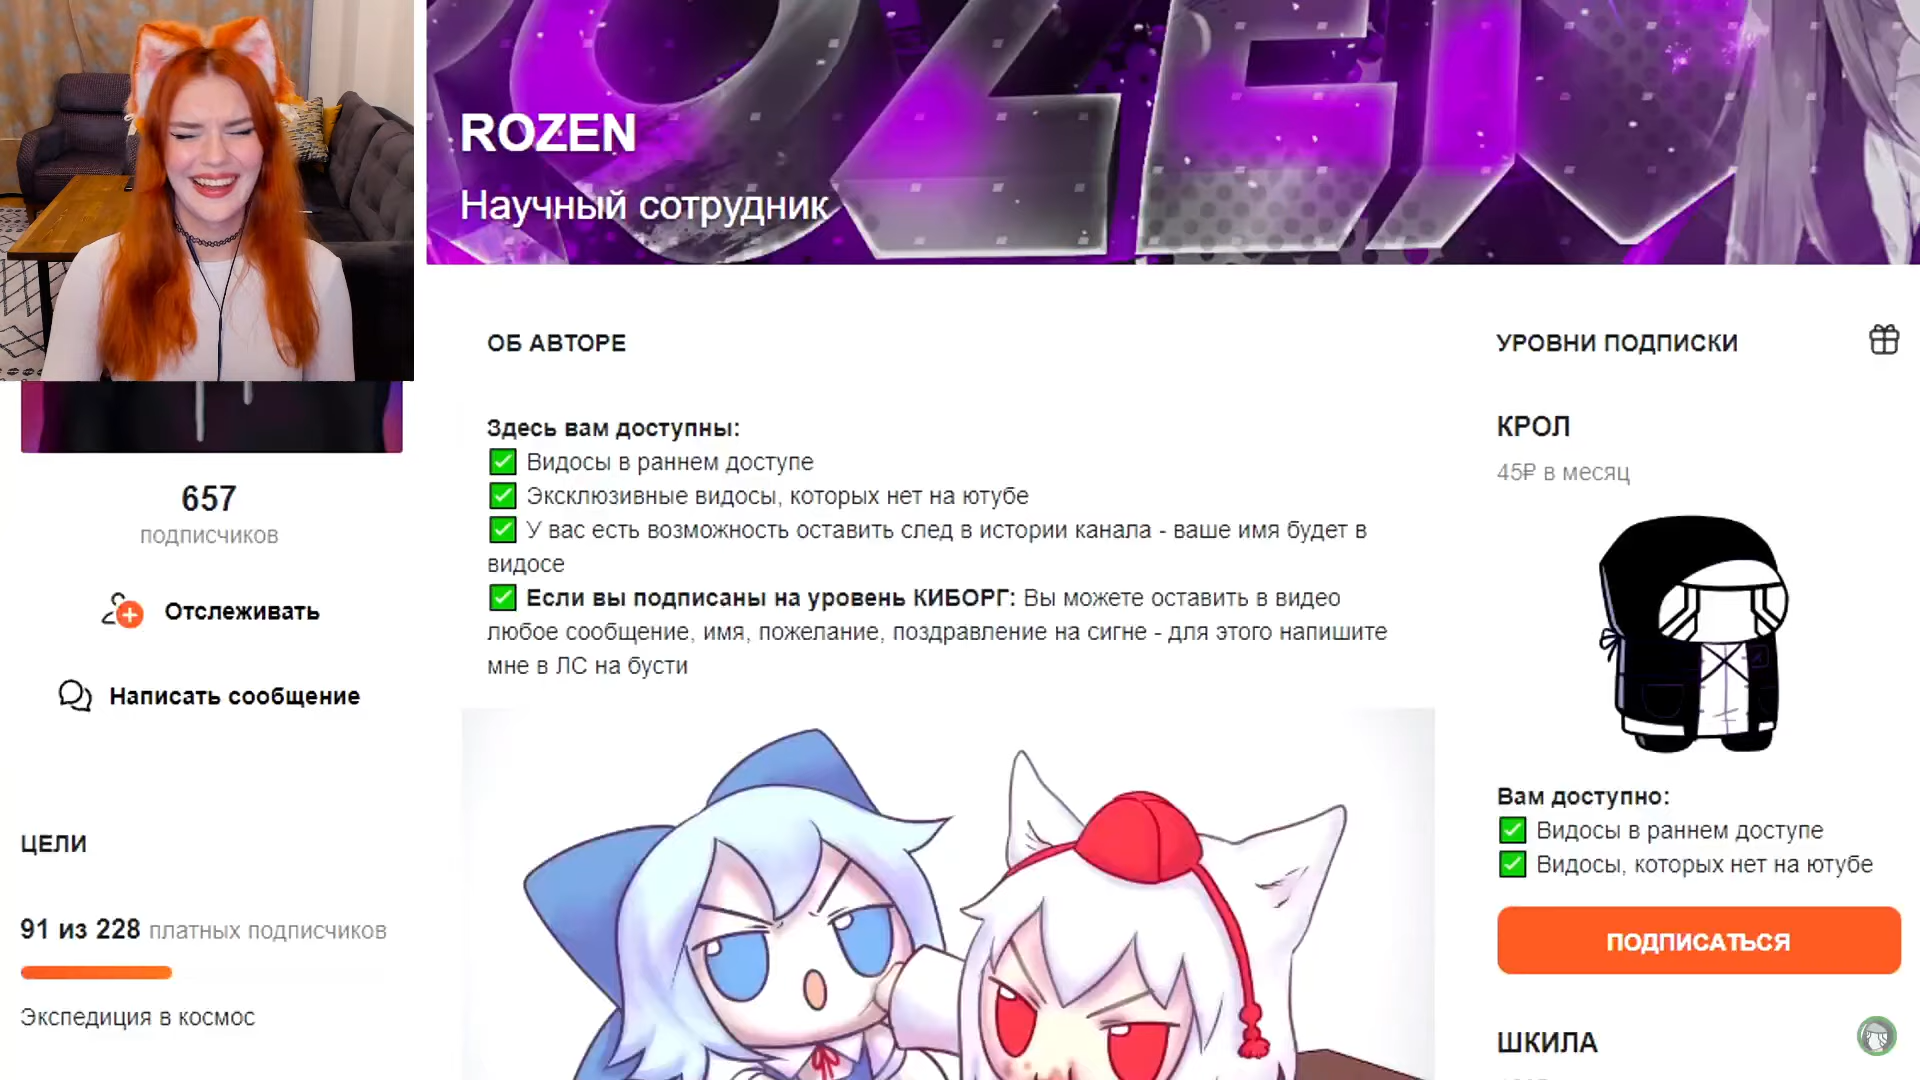 ROZEN
Научный сотрудник
657
подписчиков
Отслеживать
Написать сообщение
ЦЕЛИ
91 из 228 платных подписчиков
Экспедиция в космос
ОБ АВТОРЕ
Здесь вам доступны:
✅ Видосы в раннем доступе
✅ Эксклюзивные видосы, которых нет на ютубе
✅ У вас есть возможность оставить след в истории канала - ваше имя будет в
видосе
✅ Если вы подписаны на уровень КИБОРГ: Вы можете оставить в видео
любое сообщение, имя, пожелание, поздравление на сигне - для этого напишите
мне в ЛС на бусти
УРОВНИ ПОДПИСКИ
КРОЛ
45₽ в месяц
Вам доступно:
✅ Видосы в раннем доступе
✅ Видосы, которых нет на ютубе
ПОДПИСАТЬСЯ
ШКИЛА